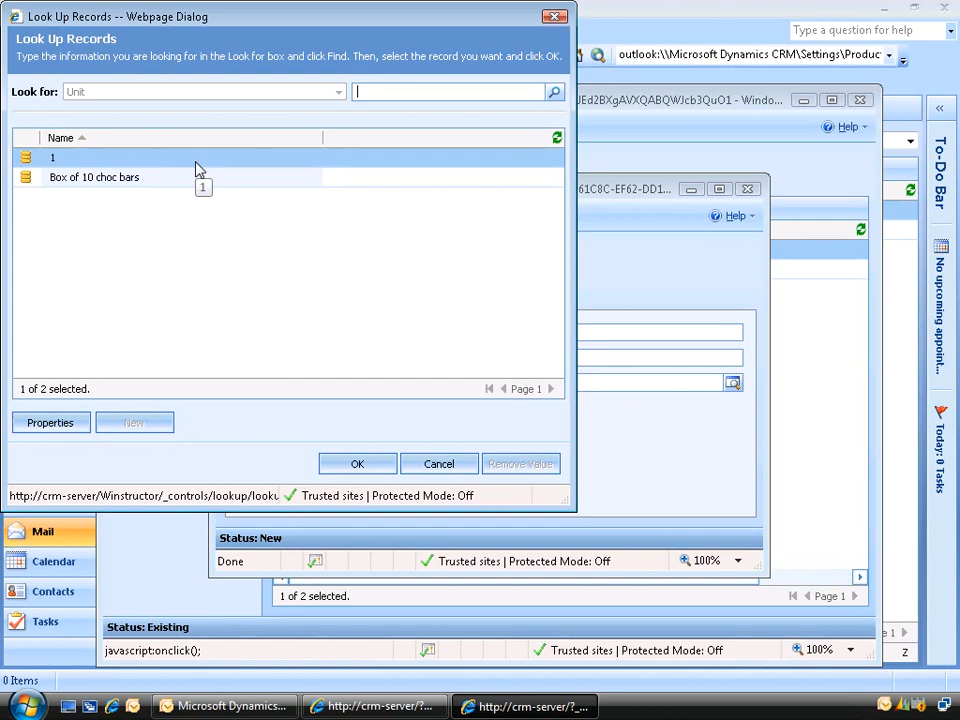 Look Up Records -- Webpage Dialog
Look Up Records
Type the information you are looking for in the Look for box and click Find. Then, select the record you want and click OK.
Look for: Unit
Name
1
Box of 10 choc bars
1
1 of 2 selected.
Page 1
Properties
New
OK
Cancel
Remove Value
http://crm-server/Winstructor/_controls/lookup/looku
Trusted sites | Protected Mode: Off
Type a question for help
outlook:\\Microsoft Dynamics CRM\Settings\Produc
JEd2BXgAVXQABQWJcb3QuO1 - Windo...
Help
61C8C-EF62-DD1...
Help
To-Do Bar
No upcoming appoint...
Today: 0 Tasks
Mail
Calendar
Contacts
Tasks
Status: New
Done
Trusted sites | Protected Mode: Off
100%
1 of 2 selected.
Page 1
Status: Existing
javascript:onclick();
Trusted sites | Protected Mode: Off
100%
e 1
Z
0 Items
Microsoft Dynamics...
http://crm-server/?...
http://crm-server/?_...